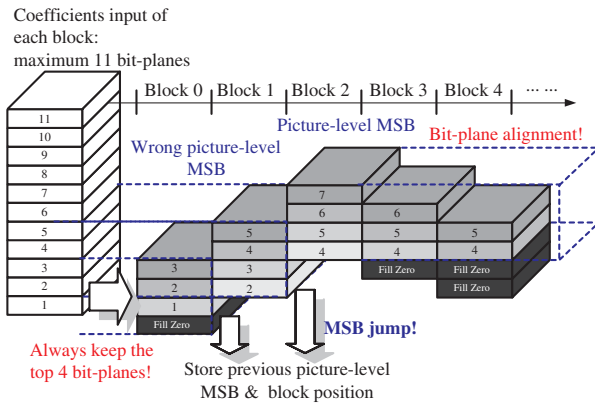 Coefficients input of
each block:
maximum 11 bit-planes
Block 0 Block 1 Block 2 Block 3 Block 4 ... ...
Picture-level MSB
Bit-plane alignment!
Wrong picture-level
MSB
11
10
9
8
7
6
5
4
3
2
1
3
2
1
Fill Zero
5
4
3
2
7
6
5
4
6
5
4
Fill Zero
5
4
Fill Zero
Fill Zero
Always keep the
top 4 bit-planes!
MSB jump!
Store previous picture-level
MSB & block position